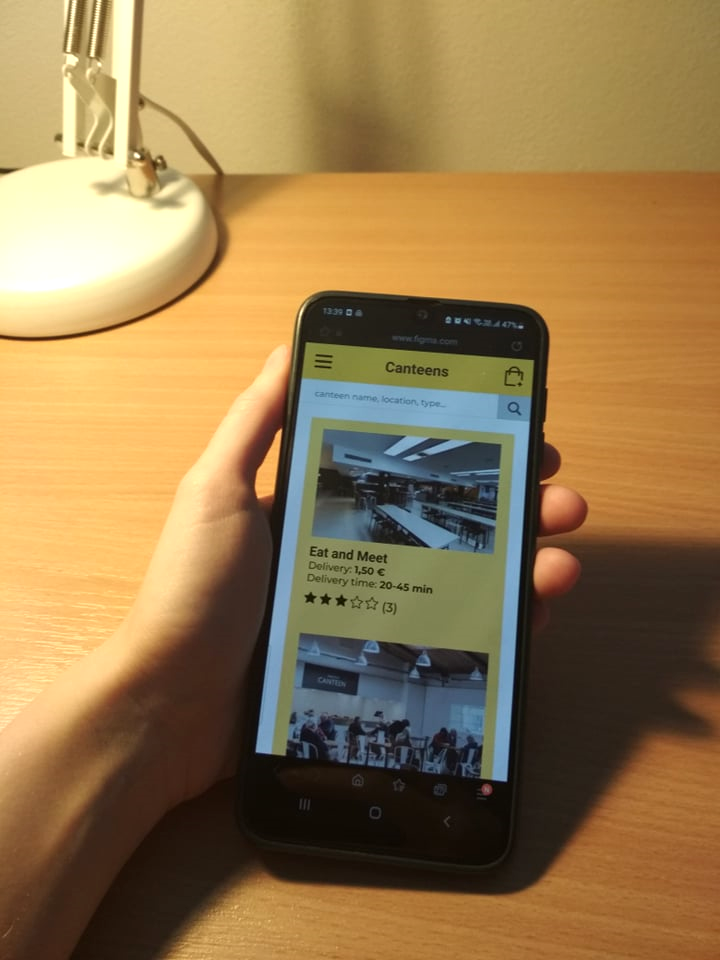 13:39
47%
www.figma.com
Canteens
canteen name, location, type...
Eat and Meet
Delivery: 1,50 €
Delivery time: 20-45 min
(3)
CANTEEN
N